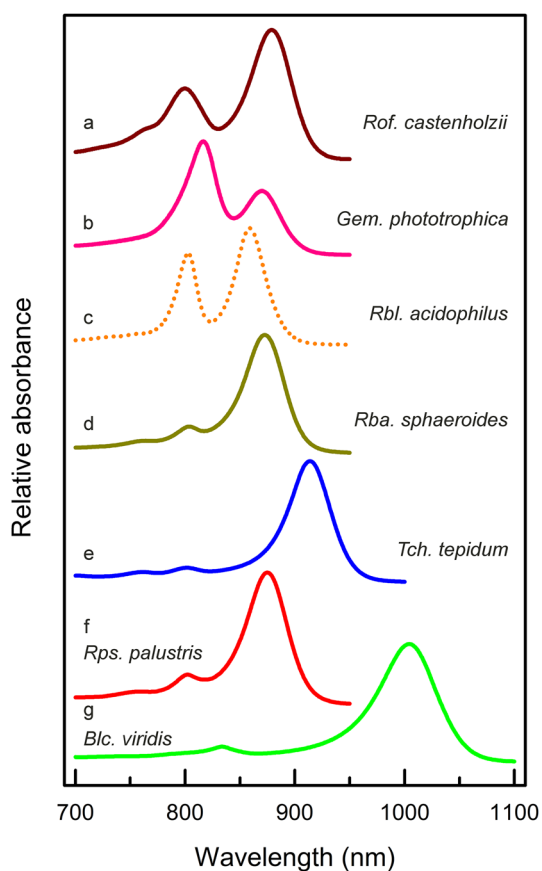 a
Rof. castenholzii
b
Gem. phototrophica
c
Rbl. acidophilus
d
Rba. sphaeroides
e
Tch. tepidum
f
Rps. palustris
g
Blc. viridis
Relative absorbance
700 800 900 1000 1100
Wavelength (nm)